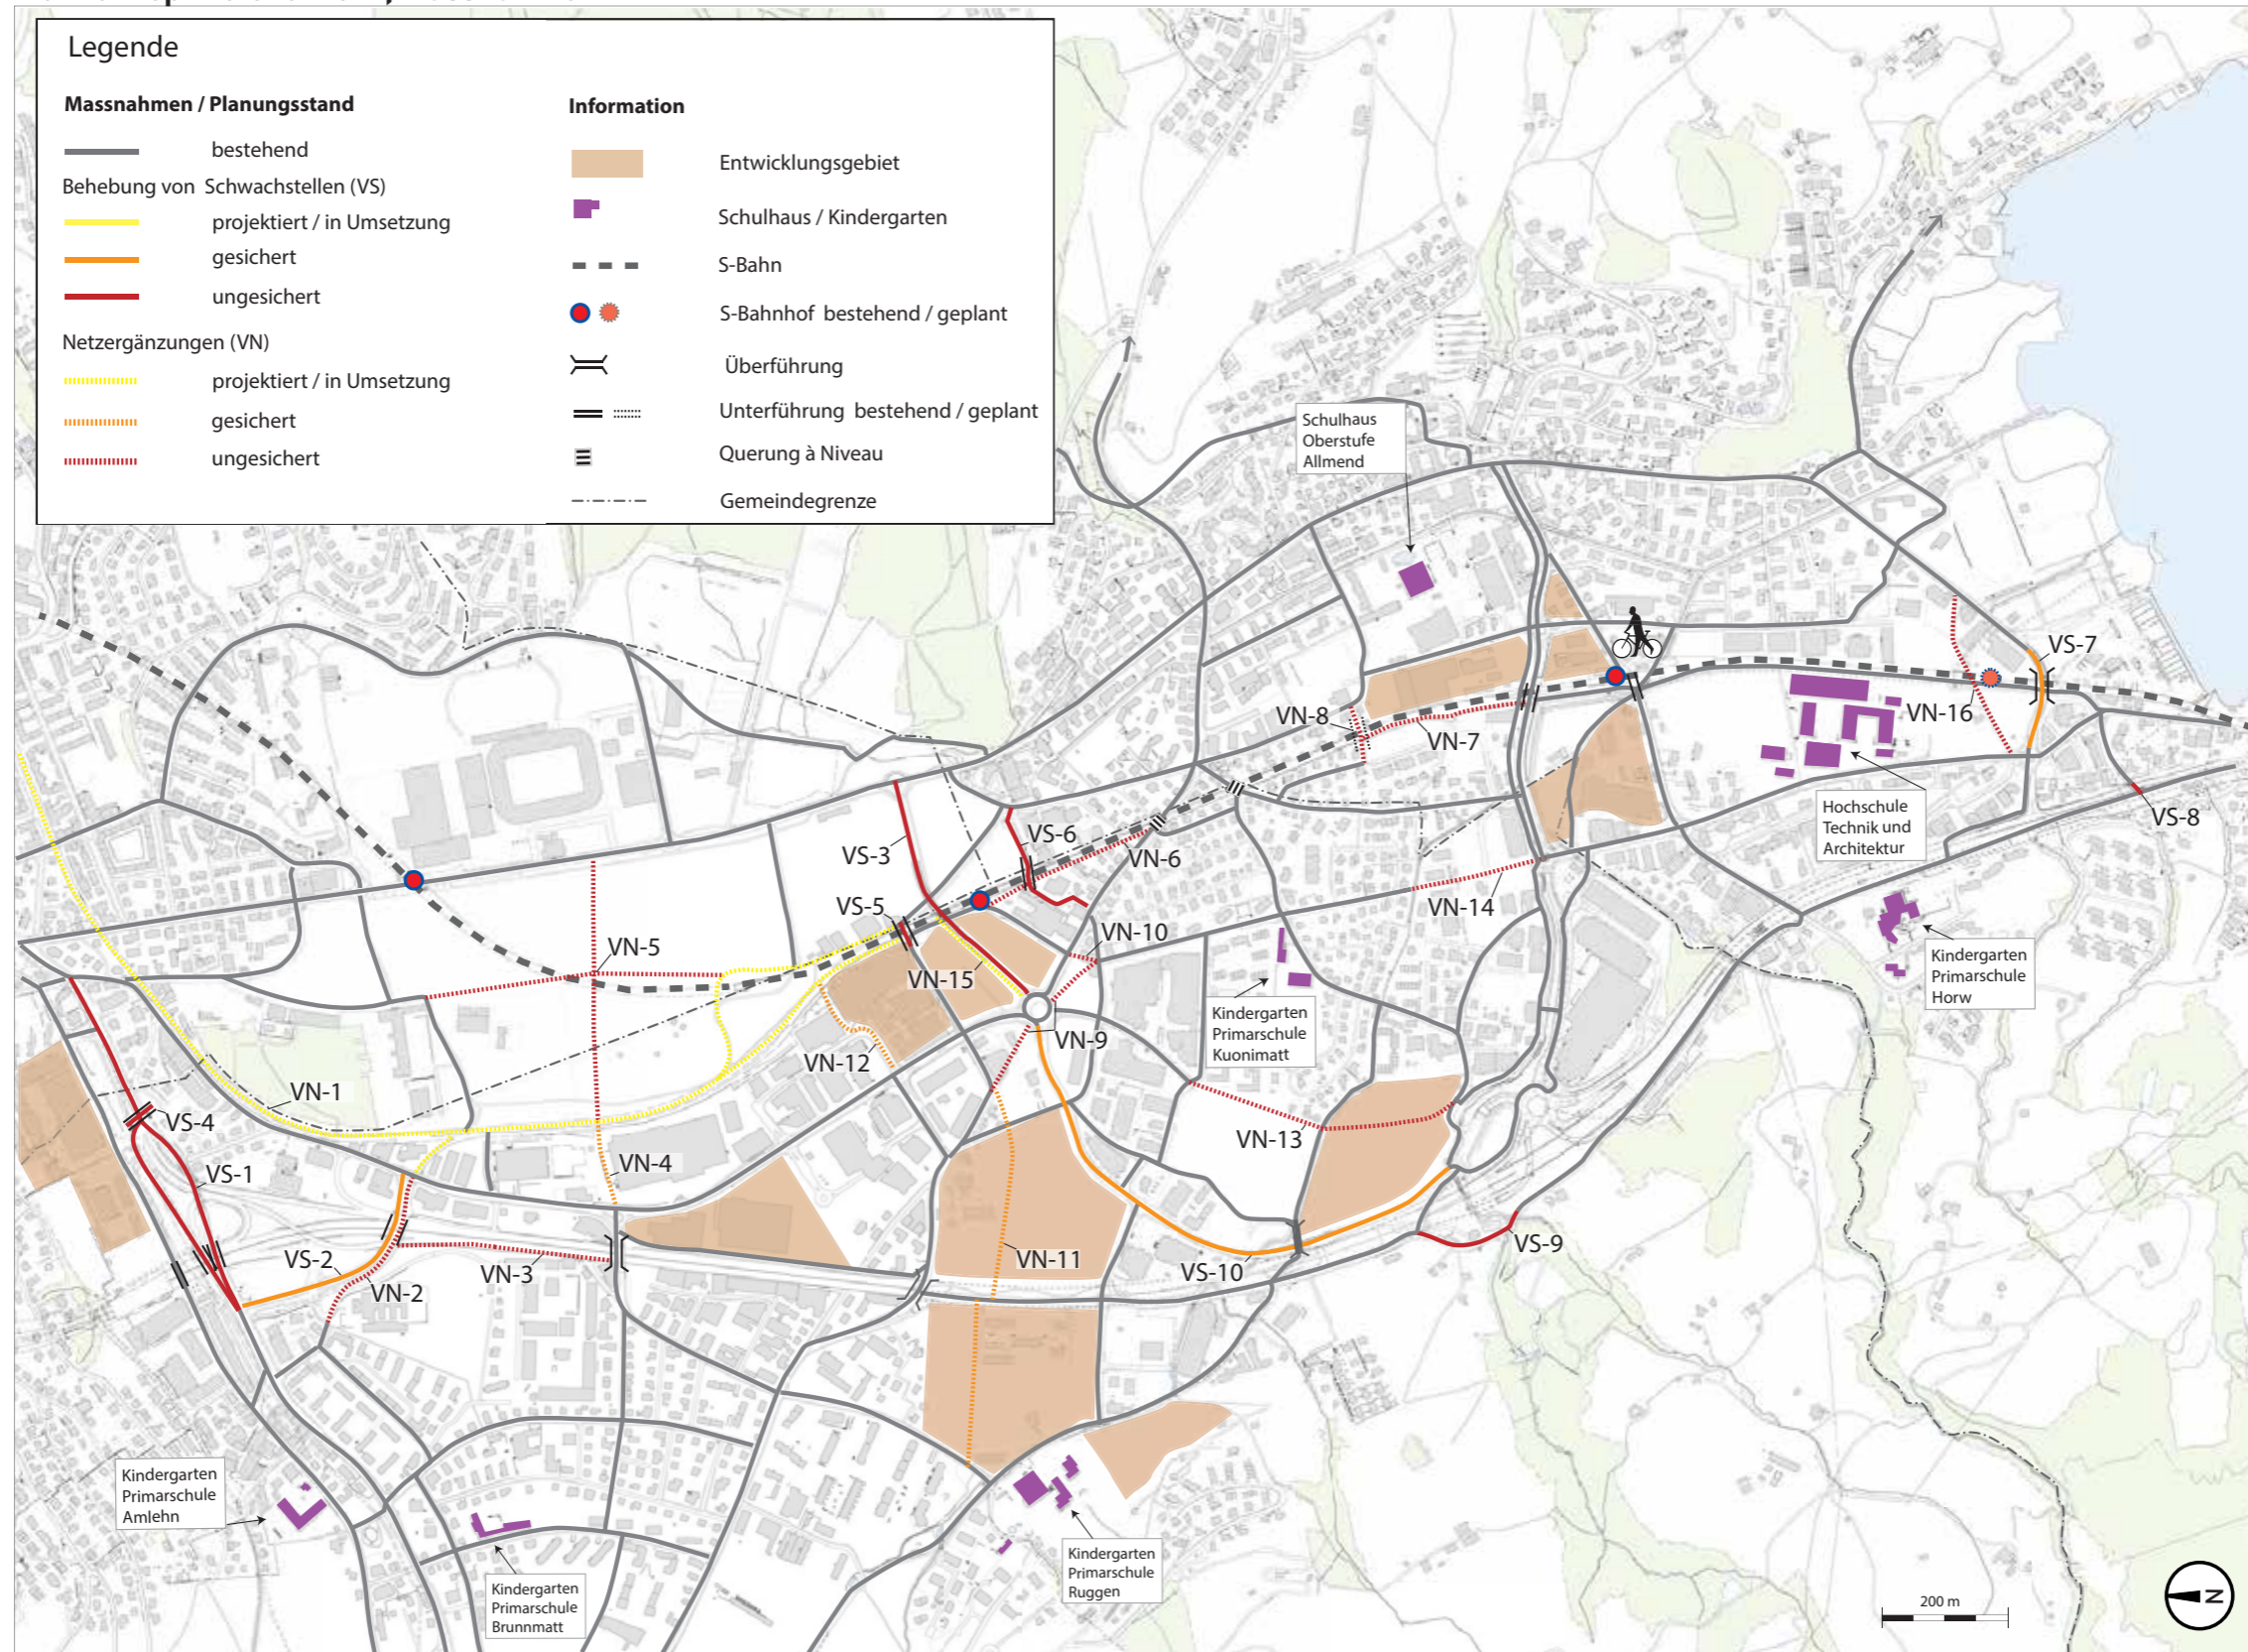 Legende
Massnahmen / Planungsstand
bestehend
Behebung von Schwachstellen (VS)
projektiert / in Umsetzung
gesichert
ungesichert
Netzergänzungen (VN)
projektiert / in Umsetzung
gesichert
ungesichert
Information
Entwicklungsgebiet
Schulhaus / Kindergarten
S-Bahn
S-Bahnhof bestehend / geplant
Überführung
Unterführung bestehend / geplant
Querung à Niveau
Gemeindegrenze
Schulhaus
Oberstufe
Allmend
VS-7
VN-16
VN-8
VN-7
Hochschule
Technik und
Architektur
VS-8
VS-6
VN-6
VS-3
VS-5
VN-14
VN-5
VN-10
VN-15
Kindergarten
Primarschule
Horw
Kindergarten
Primarschule
Kuonimatt
VN-9
VN-12
VN-1
VS-4
VN-13
VS-1
VN-4
VS-9
VS-2
VN-3
VN-11
VS-10
VN-2
Kindergarten
Primarschule
Amlehn
Kindergarten
Primarschule
Ruggen
Kindergarten
Primarschule
Brunnmatt
200 m
N